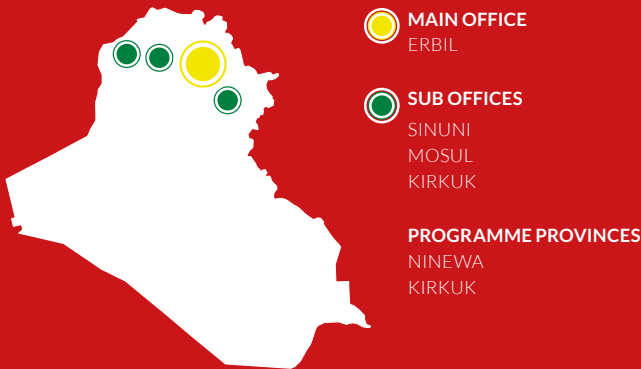 MAIN OFFICE
ERBIL
SUB OFFICES
SINUNI
MOSUL
KIRKUK
PROGRAMME PROVINCES
NINEWA
KIRKUK